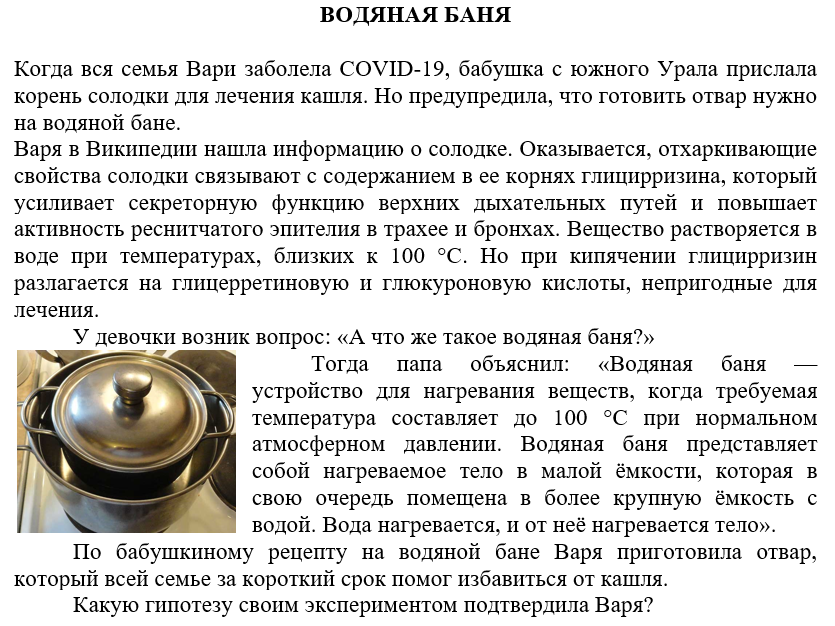 ВОДЯНАЯ БАНЯ
Когда вся семья Вари заболела COVID-19, бабушка с южного Урала прислала
корень солодки для лечения кашля. Но предупредила, что готовить отвар нужно
на водяной бане.
Варя в Википедии нашла информацию о солодке. Оказывается, отхаркивающие
свойства солодки связывают с содержанием в ее корнях глицирризина, который
усиливает секреторную функцию верхних дыхательных путей и повышает
активность реснитчатого эпителия в трахее и бронхах. Вещество растворяется в
воде при температурах, близких к 100 °C. Но при кипячении глицирризин
разлагается на глицерретиновую и глюкуроновую кислоты, непригодные для
лечения.
У девочки возник вопрос: «А что же такое водяная баня?»
Тогда папа объяснил: «Водяная баня —
устройство для нагревания веществ, когда требуемая
температура составляет до 100 °C при нормальном
атмосферном давлении. Водяная баня представляет
собой нагреваемое тело в малой ёмкости, которая в
свою очередь помещена в более крупную ёмкость с
водой. Вода нагревается, и от неё нагревается тело».
По бабушкиному рецепту на водяной бане Варя приготовила отвар,
который всей семье за короткий срок помог избавиться от кашля.
Какую гипотезу своим экспериментом подтвердила Варя?